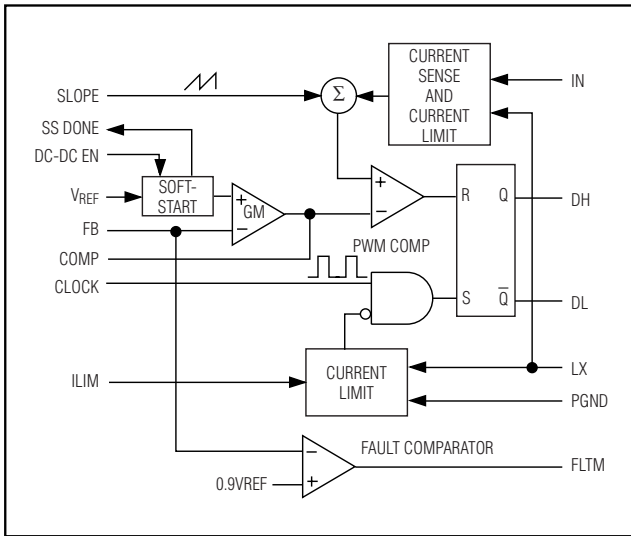 SLOPE
SS DONE
DC-DC EN
VREF
FB
COMP
CLOCK
ILIM
SOFT-
START
+
GM
−
Σ
CURRENT
SENSE
AND
CURRENT
LIMIT
+
−
PWM COMP
R
Q
S
Q̅
CURRENT
LIMIT
−
FAULT COMPARATOR
0.9VREF
+
IN
DH
DL
LX
PGND
FLTM